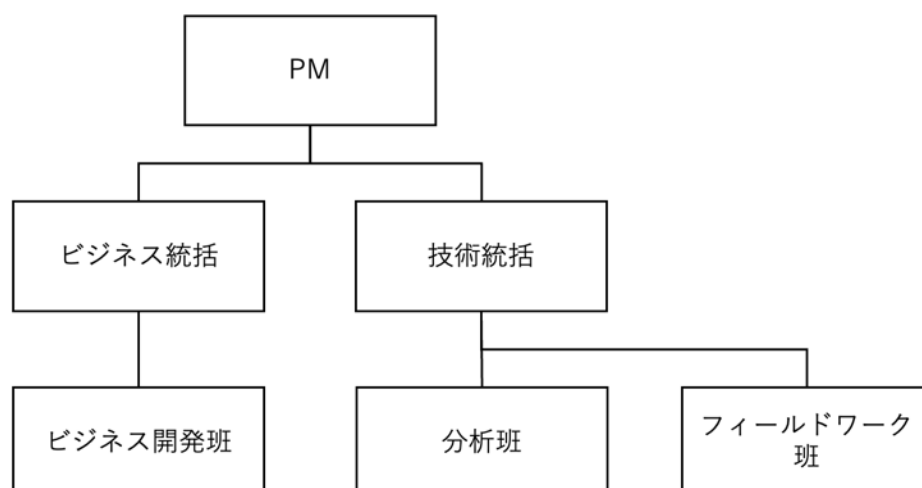 PM
ビジネス統括
技術統括
ビジネス開発班
分析班
フィールドワーク
班